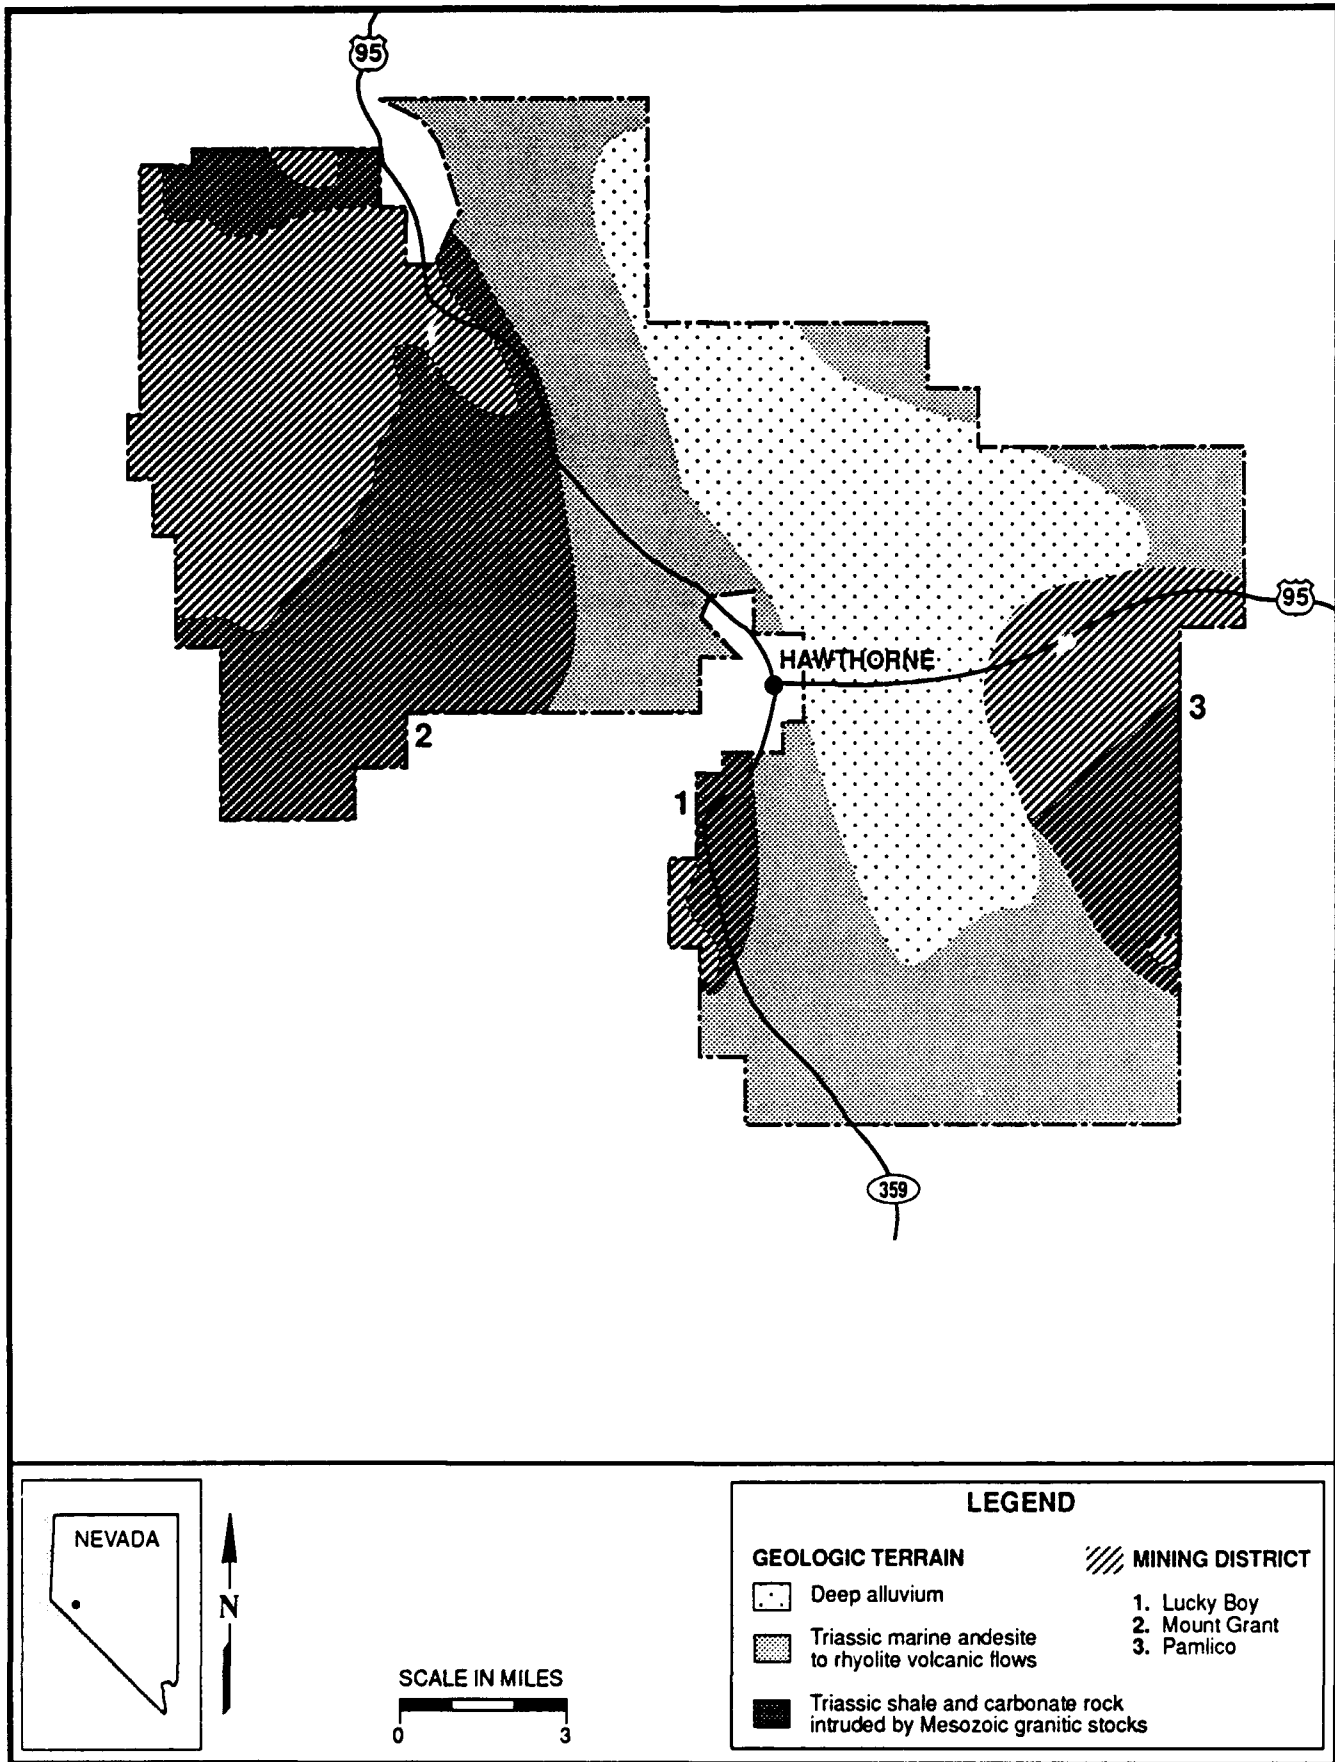 95
95
HAWTHORNE
3
2
1
359
NEVADA
N
SCALE IN MILES
0 3
LEGEND
GEOLOGIC TERRAIN
Deep alluvium
Triassic marine andesite
to rhyolite volcanic flows
Triassic shale and carbonate rock
intruded by Mesozoic granitic stocks
MINING DISTRICT
1. Lucky Boy
2. Mount Grant
3. Pamlico